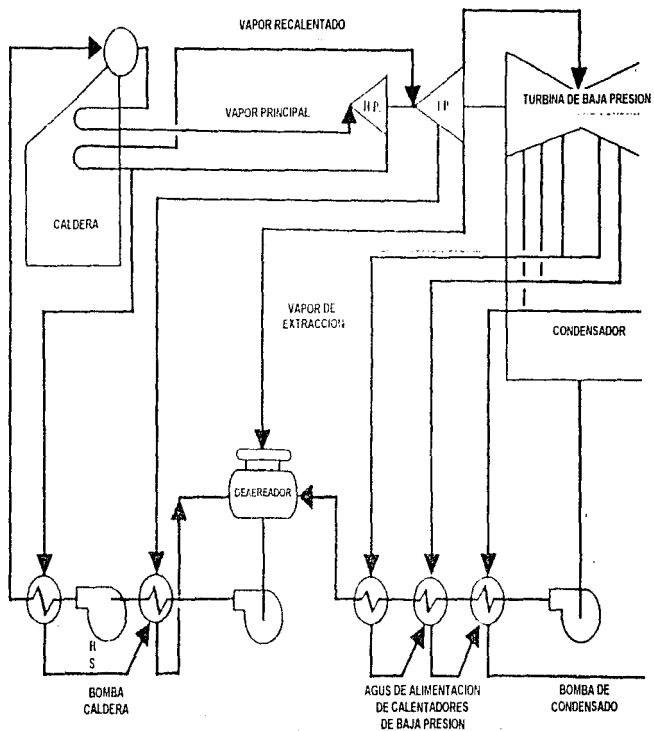 VAPOR RECALENTADO
H.P.
I.P.
TURBINA DE BAJA PRESION
VAPOR PRINCIPAL
CALDERA
VAPOR DE
EXTRACCION
CONDENSADOR
DEAEREADOR
R
S
BOMBA
CALDERA
AGUS DE ALIMENTACION
DE CALENTADORES
DE BAJA PRESION
BOMBA DE
CONDENSADO